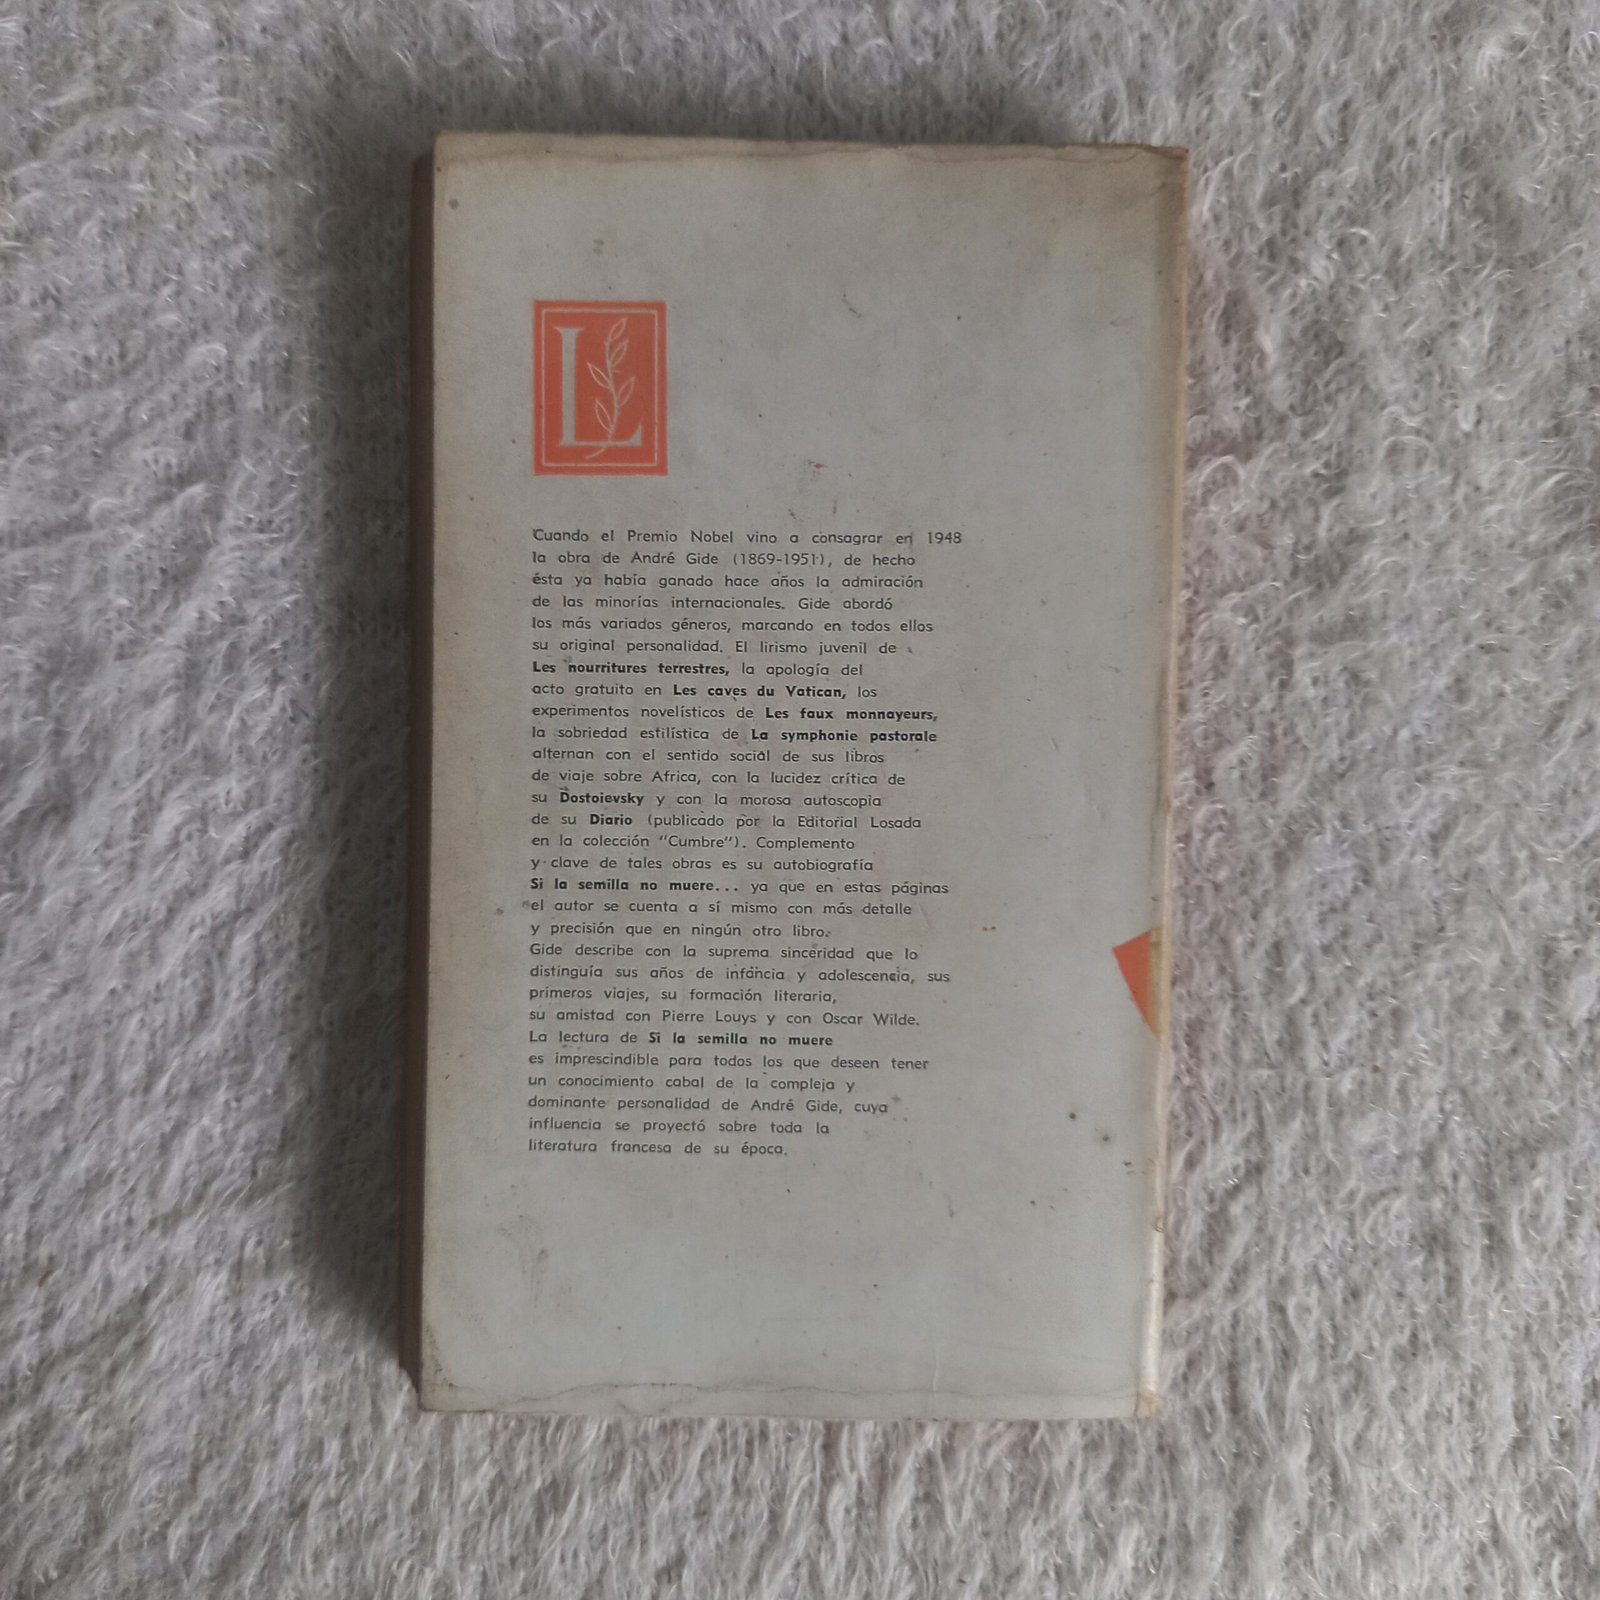 L
Cuando el Premio Nobel vino a consagrar en 1948
la obra de André Gide (1869-1951), de hecho
ésta ya había ganado hace años la admiración
de las minorías internacionales. Gide abordó
los más variados géneros, marcando en todos ellos
su original personalidad. El lirismo juvenil de
Les nourritures terrestres, la apología del
acto gratuito en Les caves du Vatican, los
experimentos novelísticos de Les faux monnayeurs,
la sobriedad estilística de La symphonie pastorale
alternan con el sentido social de sus libros
de viaje sobre Africa, con la lucidez crítica de
su Dostoievsky y con la morosa autoscopia
de su Diario (publicado por la Editorial Losada
en la colección "Cumbre"). Complemento
y clave de tales obras es su autobiografía
Si la semilla no muere... ya que en estas páginas
el autor se cuenta a sí mismo con más detalle
y precisión que en ningún otro libro.
Gide describe con la suprema sinceridad que lo
distinguía sus años de infancia y adolescencia, sus
primeros viajes, su formación literaria,
su amistad con Pierre Louys y con Oscar Wilde.
La lectura de Si la semilla no muere
es imprescindible para todos los que deseen tener
un conocimiento cabal de la compleja y
dominante personalidad de André Gide, cuya
influencia se proyectó sobre toda la
literatura francesa de su época.